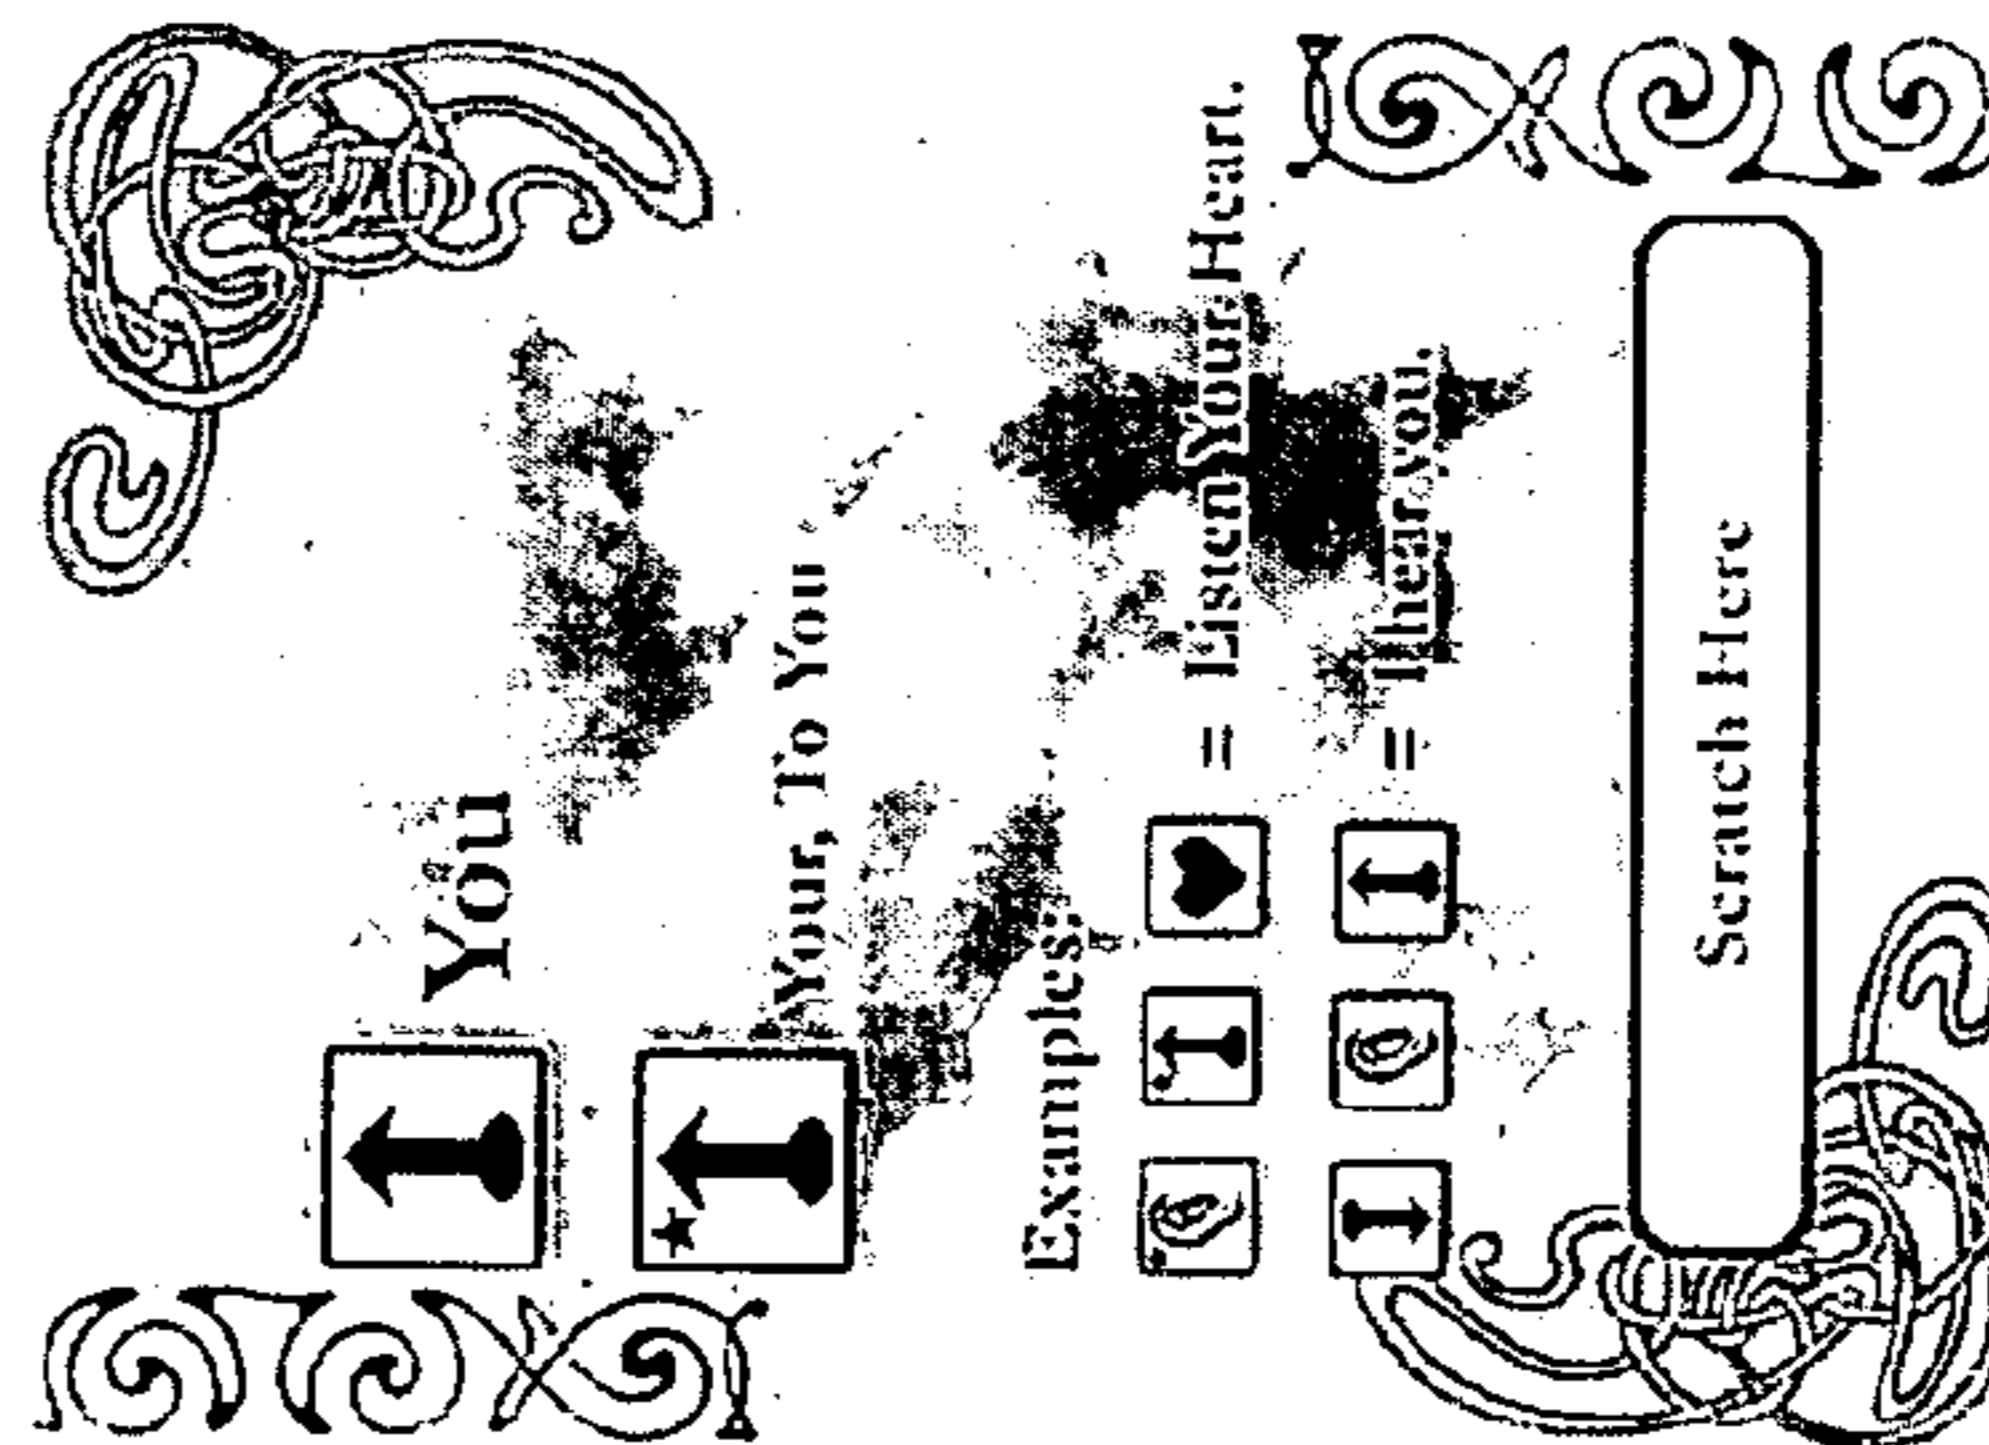 You
Your, To You
Examples:
= Listen Your Heart.
= I hear you.
Scratch Here